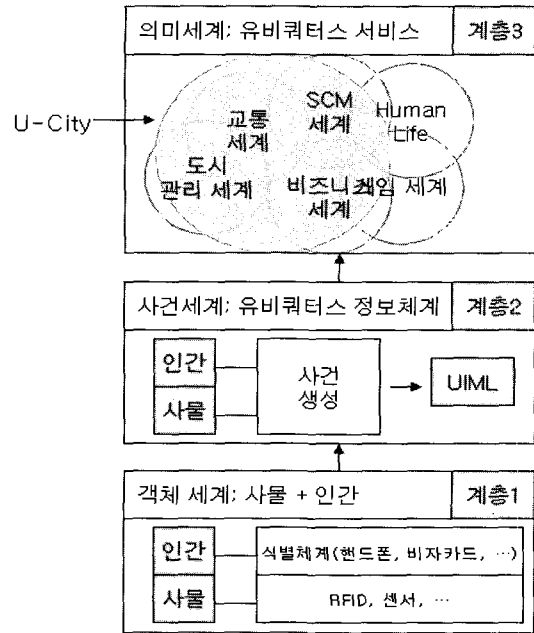 의미세계; 유비쿼터스 서비스
계층3
U-City
교통
세계
SCM
세계
Human
Life
도시
관리 세계
비즈니스
세계
게임 세계
사건세계; 유비쿼터스 정보체계
계층2
인간
사물
사건
생성
UIML
객체 세계; 사물 + 인간
계층1
인간
식별체계(핸드폰, 비자카드, …)
사물
RFID, 센서, …